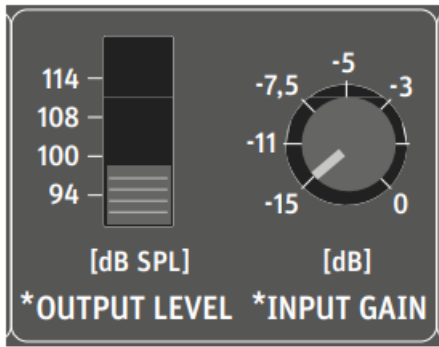 114
108
100
94
[dB SPL]
*OUTPUT LEVEL
-5
-7,5
-3
-11
-15
0
[dB]
*INPUT GAIN